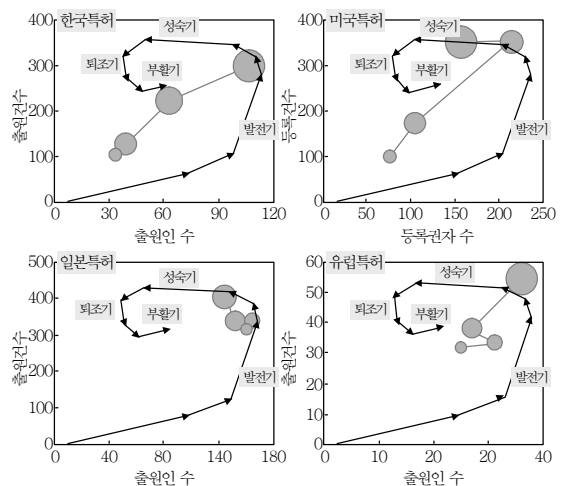 한국특허
성숙기
퇴조기
부활기
발전기
출원건수
400
300
200
100
0
0 30 60 90 120
출원인 수
미국특허
성숙기
퇴조기
부활기
발전기
등록건수
400
300
200
100
0
0 50 100 150 200 250
등록권자 수
일본특허
성숙기
퇴조기
부활기
발전기
출원건수
500
400
300
200
100
0
0 40 80 140 180
출원인 수
유럽특허
성숙기
퇴조기
부활기
발전기
출원건수
60
50
40
30
20
10
0
0 10 20 20 40
출원인 수